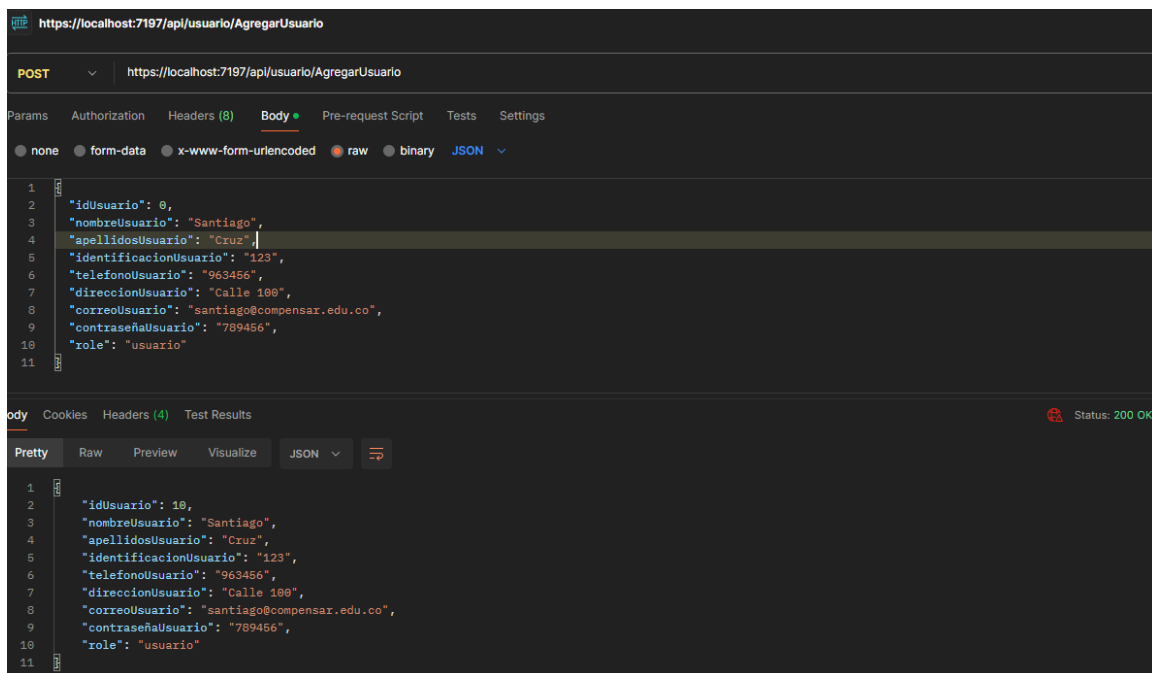 HTTP https://localhost:7197/api/usuario/AgregarUsuario
POST https://localhost:7197/api/usuario/AgregarUsuario
Params Authorization Headers (8) Body Pre-request Script Tests Settings
none form-data x-www-form-urlencoded raw binary JSON
1 {
2 "idUsuario": 0,
3 "nombreUsuario": "Santiago",
4 "apellidosUsuario": "Cruz",
5 "identificacionUsuario": "123",
6 "telefonoUsuario": "963456",
7 "direccionUsuario": "Calle 100",
8 "correoUsuario": "santiago@compensar.edu.co",
9 "contraseñaUsuario": "789456",
10 "role": "usuario"
11 }
ody Cookies Headers (4) Test Results Status: 200 OK
Pretty Raw Preview Visualize JSON
1 {
2 "idUsuario": 10,
3 "nombreUsuario": "Santiago",
4 "apellidosUsuario": "Cruz",
5 "identificacionUsuario": "123",
6 "telefonoUsuario": "963456",
7 "direccionUsuario": "Calle 100",
8 "correoUsuario": "santiago@compensar.edu.co",
9 "contraseñaUsuario": "789456",
10 "role": "usuario"
11 }